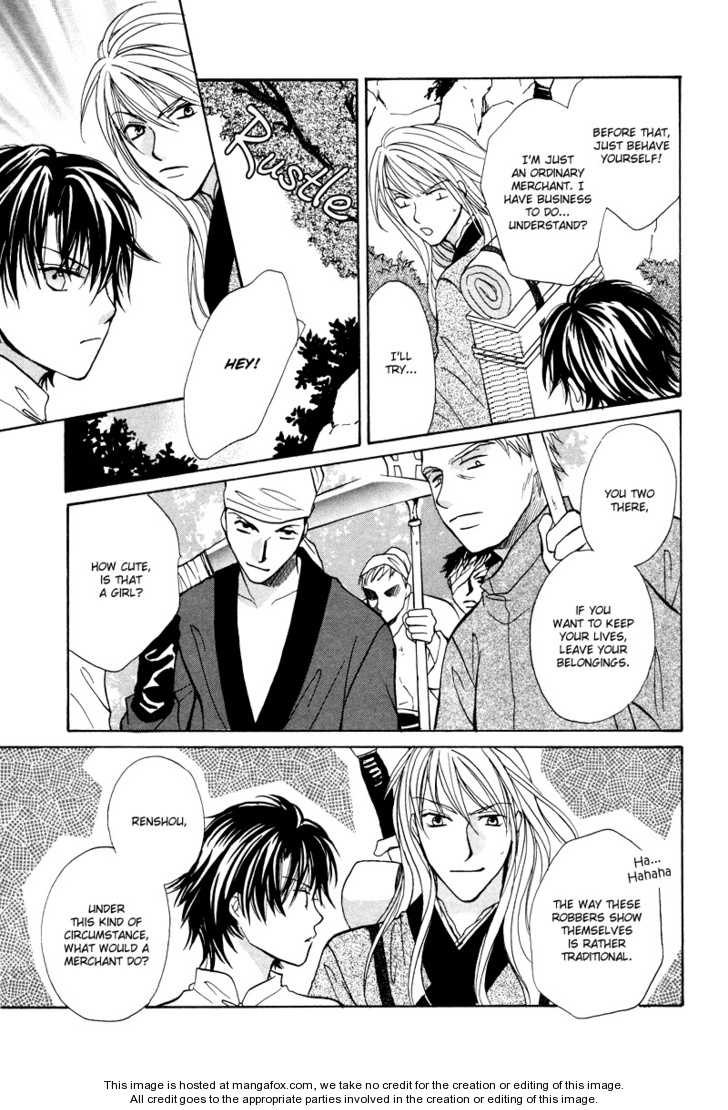 BEFORE THAT,
JUST BEHAVE
YOURSELF!
I'M JUST
AN ORDINARY
MERCHANT. I
HAVE BUSINESS
TO DO...
UNDERSTAND?
I'LL
TRY...
Rustle
HEY!
YOU TWO
THERE,
IF YOU
WANT TO KEEP
YOUR LIVES,
LEAVE YOUR
BELONGINGS.
HOW CUTE,
IS THAT
A GIRL?
Ha...
Hahaha
THE WAY THESE
ROBBERS SHOW
THEMSELVES
IS RATHER
TRADITIONAL.
RENSHOU,
UNDER
THIS KIND OF
CIRCUMSTANCE,
WHAT WOULD A
MERCHANT DO?
This image is hosted at mangafox.com, we take no credit for the creation or editing of this image.
All credit goes to the appropriate parties involved in the creation or editing of this image.